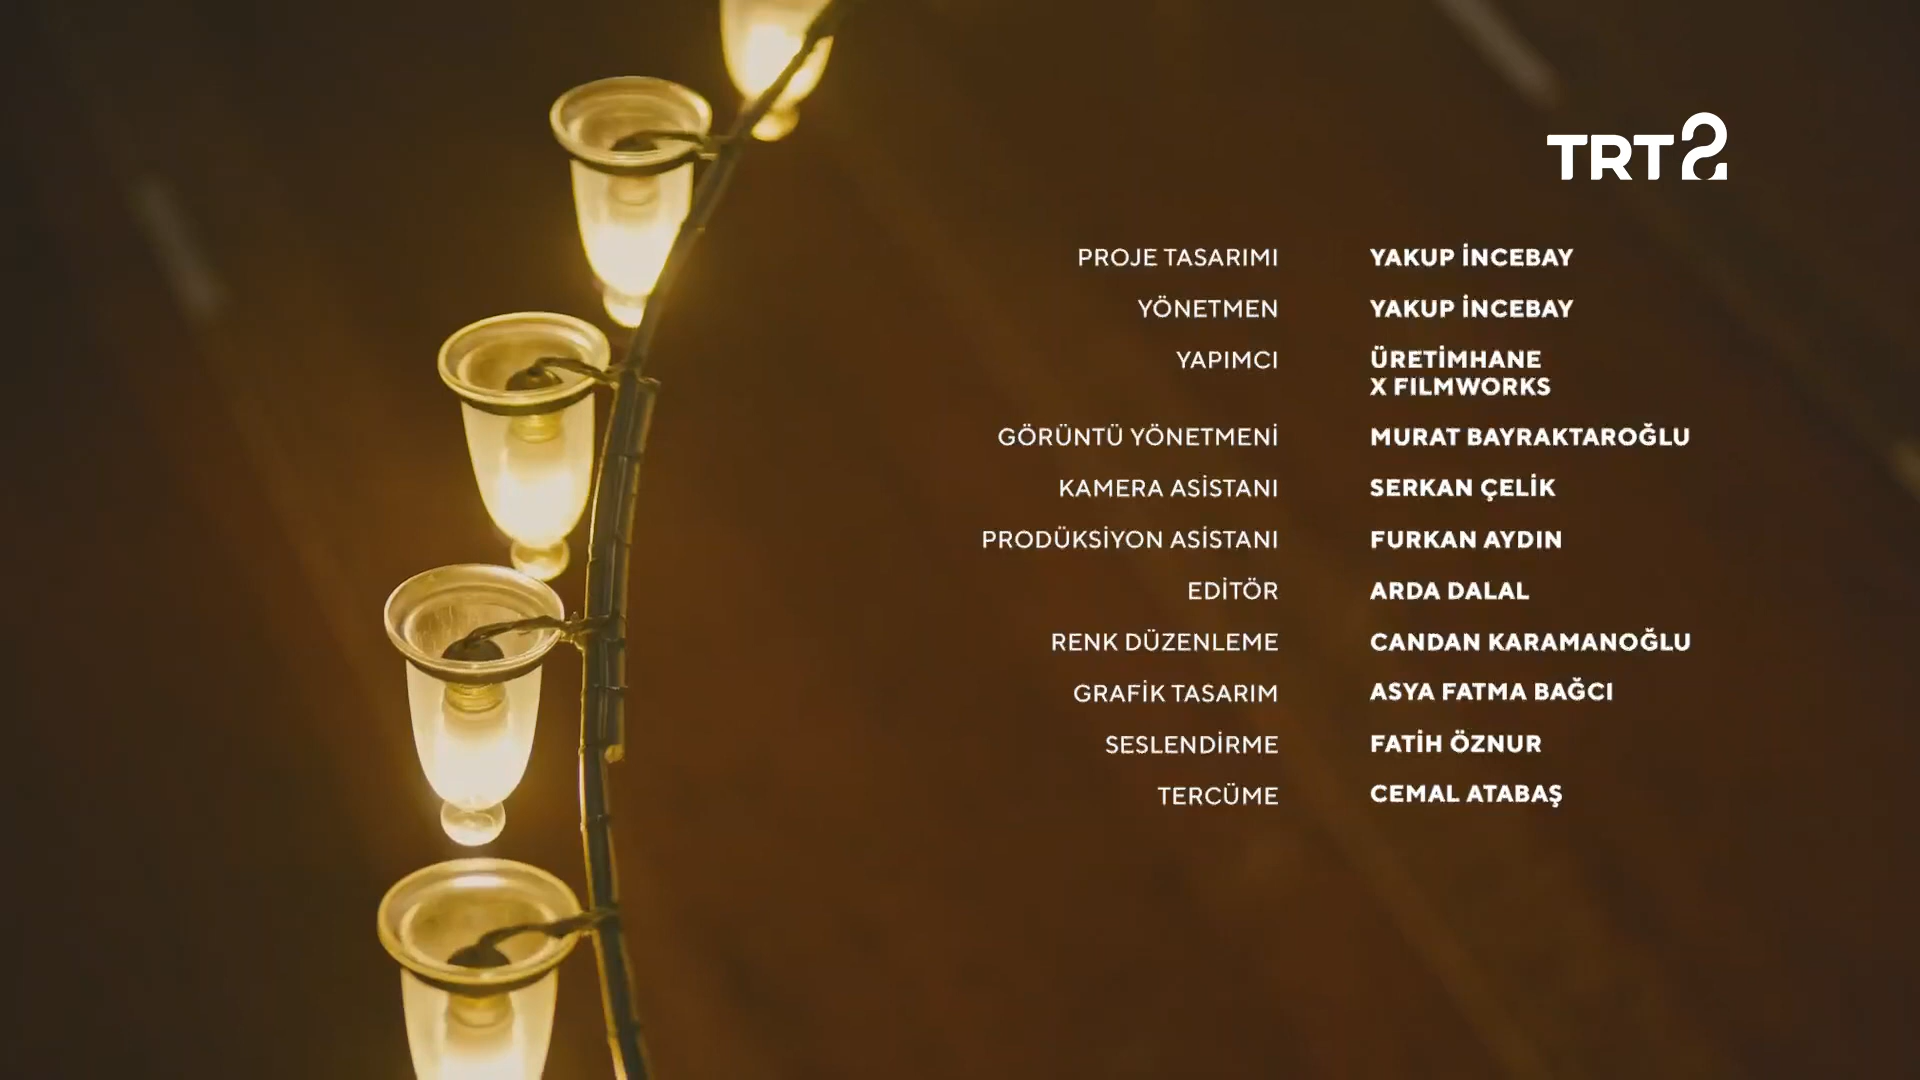 TRT2
PROJE TASARIMI YAKUP İNCEBAY
YÖNETMEN YAKUP İNCEBAY
YAPIMCI ÜRETİMHANE
X FILMWORKS
GÖRÜNTÜ YÖNETMENİ MURAT BAYRAKTAROĞLU
KAMERA ASİSTANI SERKAN ÇELİK
PRODÜKSİYON ASİSTANI FURKAN AYDIN
EDİTÖR ARDA DALAL
RENK DÜZENLEME CANDAN KARAMANOĞLU
GRAFİK TASARIM ASYA FATMA BAĞCI
SESLENDİRME FATİH ÖZNUR
TERCÜME CEMAL ATABAŞ